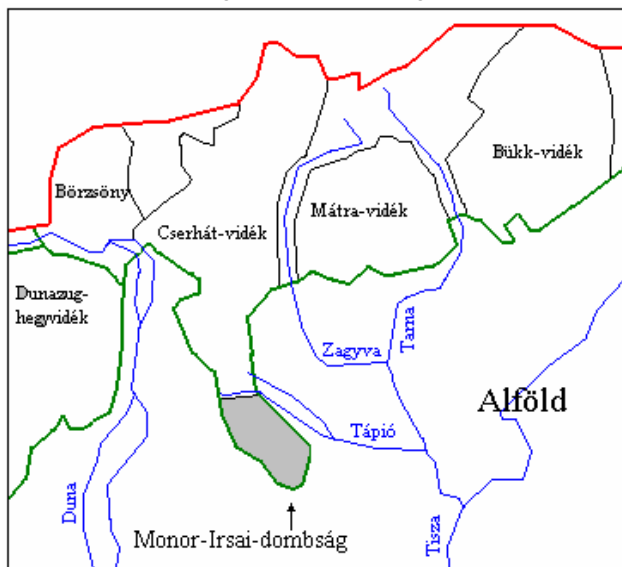 Bükk-vidék
Börzsöny
Mátra-vidék
Cserhát-vidék
Dunazug-
hegyvidék
Tarna
Zagyva
Alföld
Tápió
Duna
Tisza
Monor-Irsai-dombság